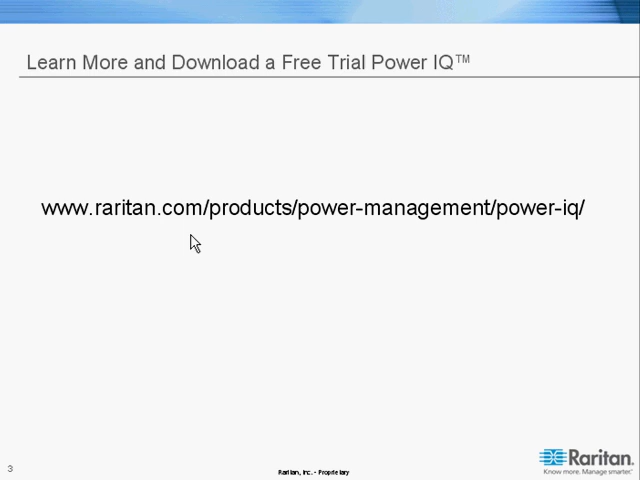 Learn More and Download a Free Trial Power IQ™
www.raritan.com/products/power-management/power-iq/
3
Raritan, Inc. - Proprietary
Raritan.
Know more. Manage smarter.™